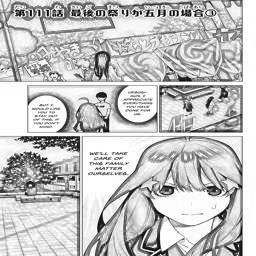 第111話 最後の祭りが五月の場合①
UESUGI-
KUN, I
APPRECIATE
EVERYTHING
YOU HAVE
DONE FOR
US.
BUT I
WOULD LIKE
YOU TO
STAY OUT
OF THIS, IF
YOU DON'T
MIND.
WE'LL
TAKE CARE
OF THIS
FAMILY
MATTER
OURSELVES.